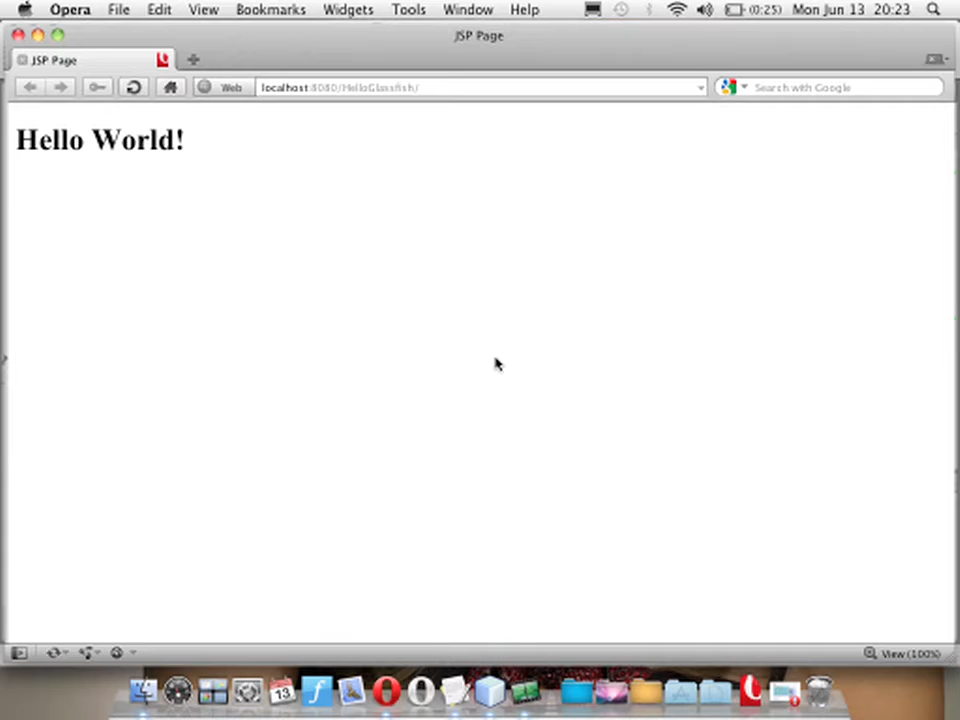 Opera File Edit View Bookmarks Widgets Tools Window Help (0:25) Mon Jun 13 20:23
JSP Page
JSP Page
Web localhost:8080/HelloGlassfish/ Search with Google
Hello World!
View (100%)
13